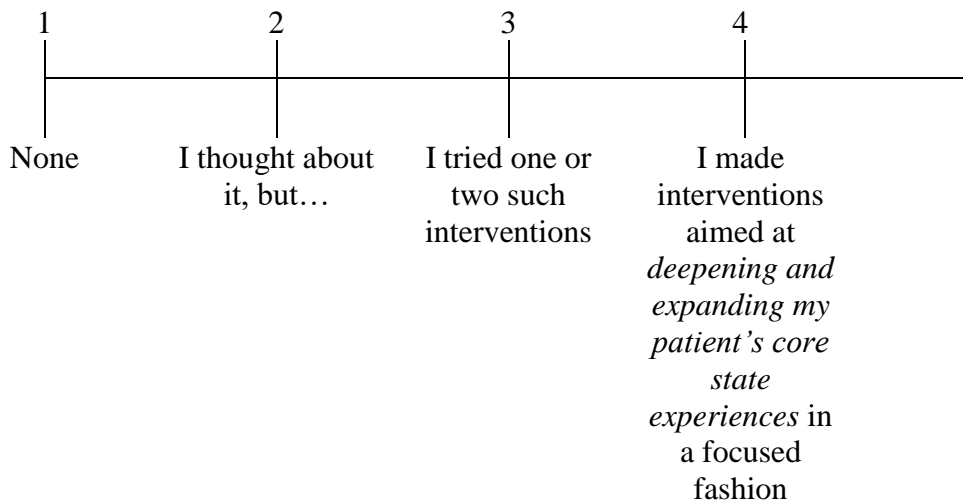 1
2
3
4
None
I thought about
it, but…
I tried one or
two such
interventions
I made
interventions
aimed at
deepening and
expanding my
patient’s core
state
experiences in
a focused
fashion